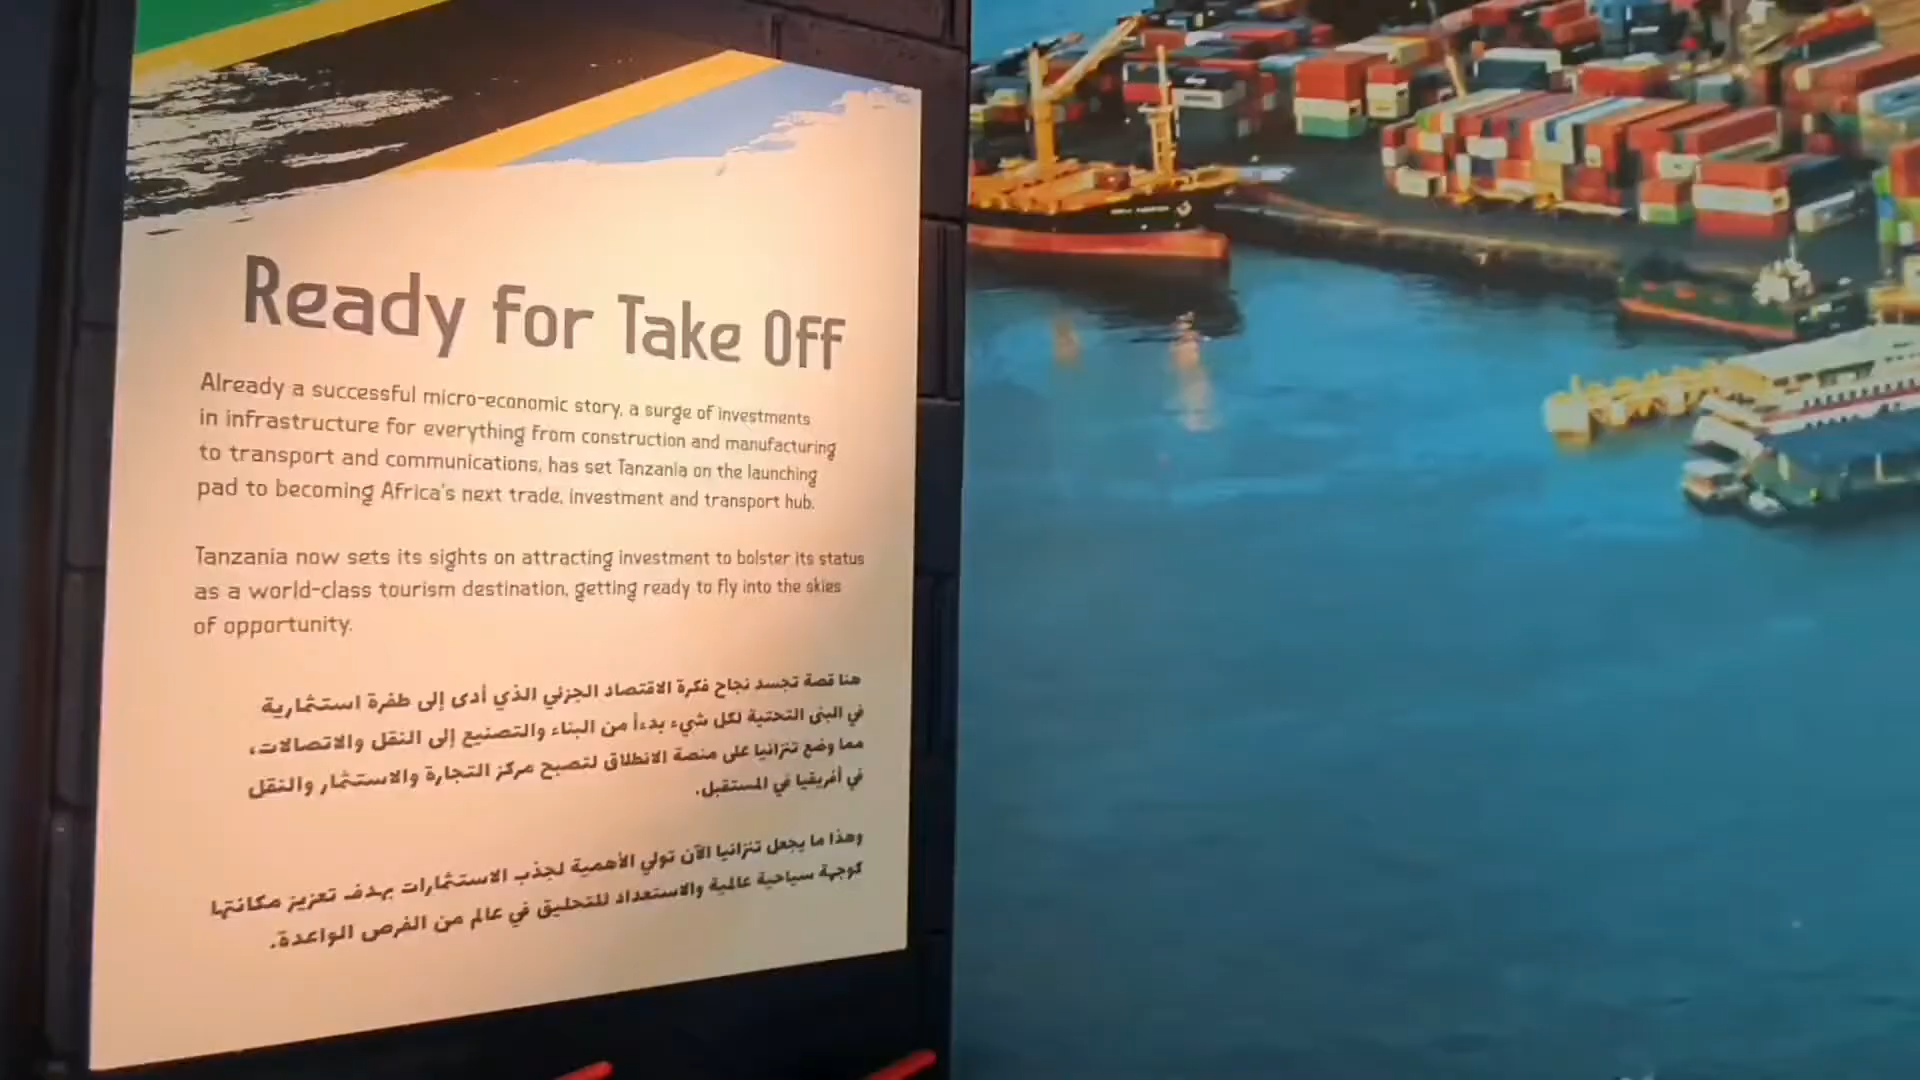 Ready for Take Off
Already a successful micro-economic story, a surge of investments
in infrastructure for everything from construction and manufacturing
to transport and communications, has set Tanzania on the launching
pad to becoming Africa's next trade, investment and transport hub.
Tanzania now sets its sights on attracting investment to bolster its status
as a world-class tourism destination, getting ready to fly into the skies
of opportunity.
هنا قصة تجسد نجاح فكرة الاقتصاد الجزئي الذي أدى إلى طفرة استثمارية
في البنى التحتية لكل شيء بدءاً من البناء والتصنيع إلى النقل والاتصالات،
مما وضع تنزانيا على منصة الانطلاق لتصبح مركز التجارة والاستثمار والنقل
في أفريقيا في المستقبل.
وهذا ما يجعل تنزانيا الآن تولي الأهمية لجذب الاستثمارات بهدف تعزيز مكانتها
كوجهة سياحية عالمية والاستعداد للتحليق في عالم من الفرص الواعدة.